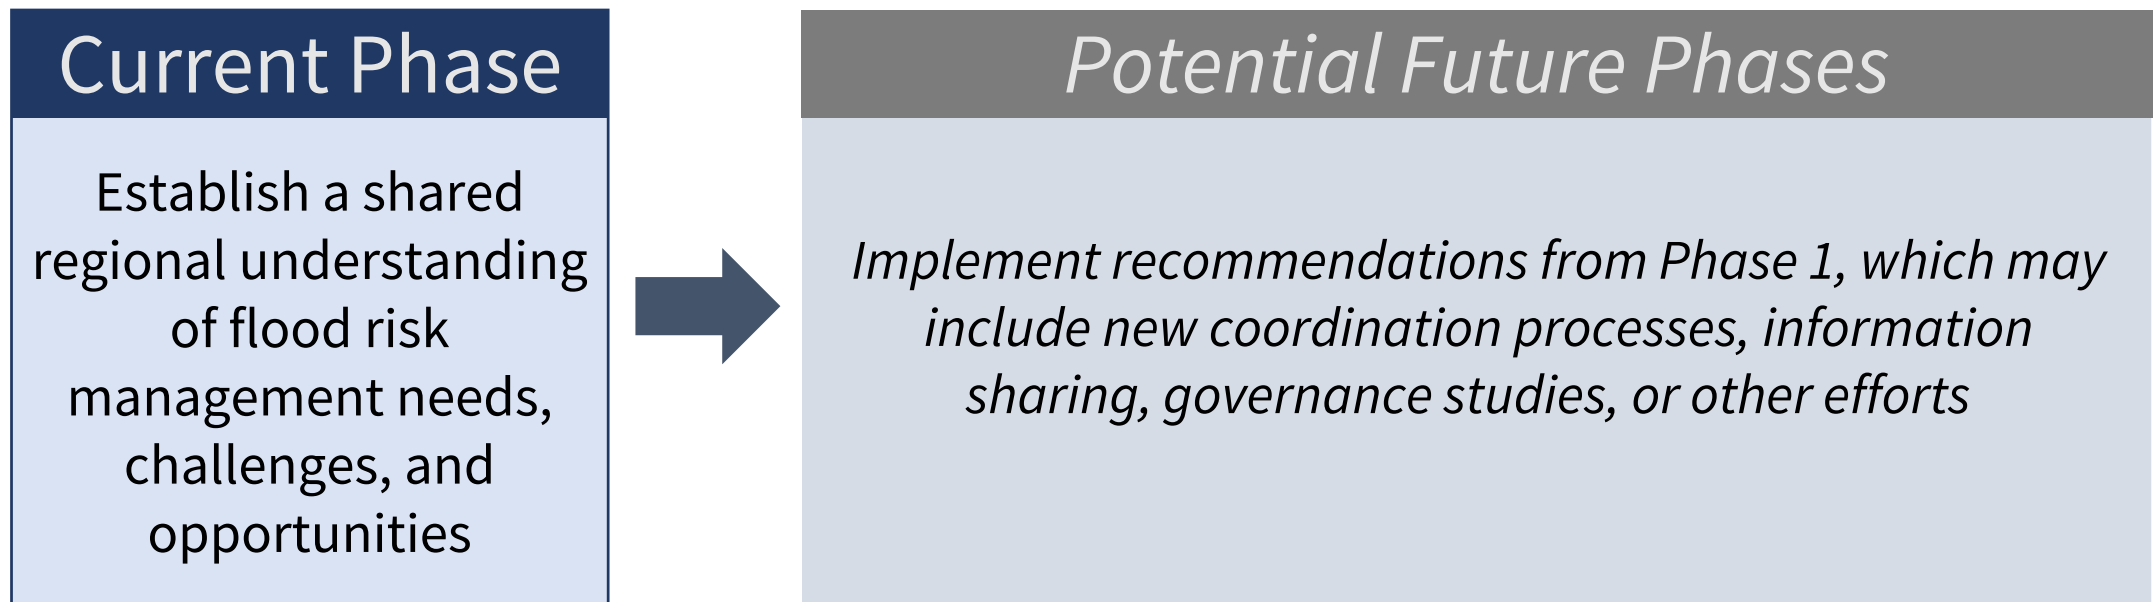 Current Phase
Establish a shared
regional understanding
of flood risk
management needs,
challenges, and
opportunities
Potential Future Phases
Implement recommendations from Phase 1, which may
include new coordination processes, information
sharing, governance studies, or other efforts